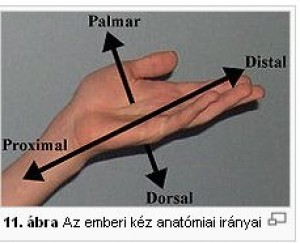 Palmar
Distal
Proximal
Dorsal
11. ábra Az emberi kéz anatómiai irányai